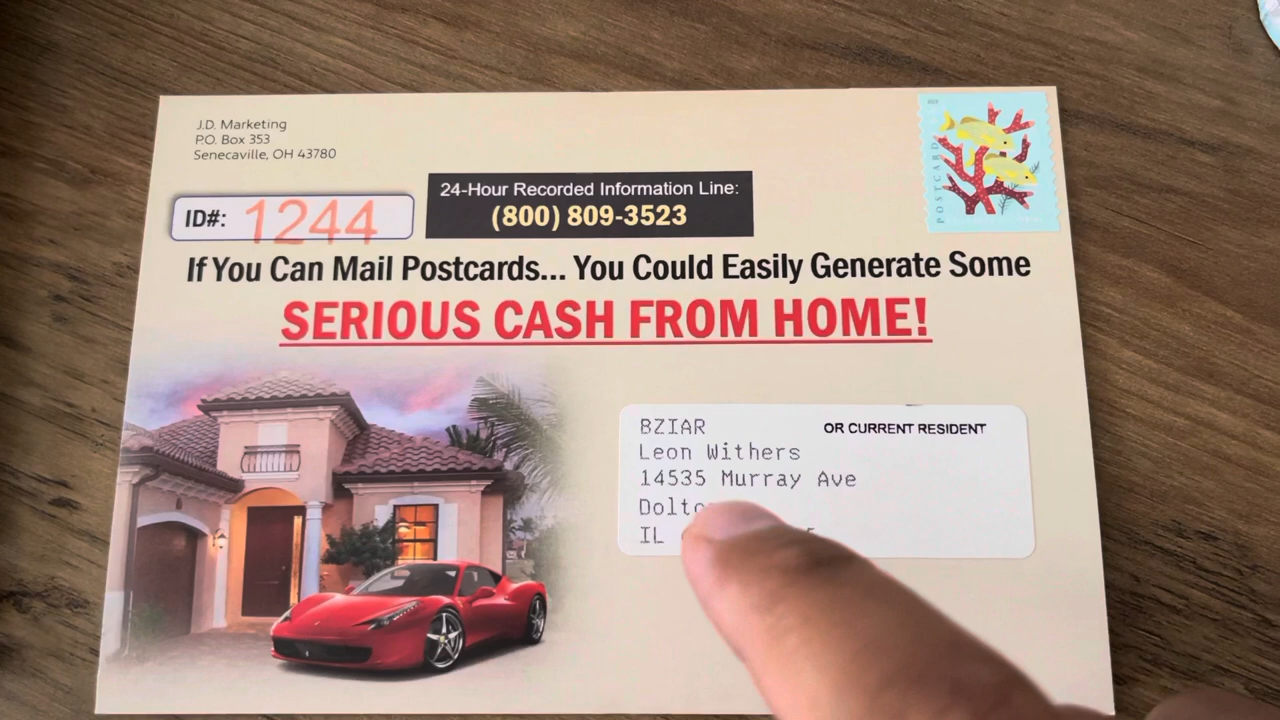 J.D. Marketing
P.O. Box 353
Senecaville, OH 43780
POSTCARD
ID#: 1244
24-Hour Recorded Information Line:
(800) 809-3523
If You Can Mail Postcards... You Could Easily Generate Some
SERIOUS CASH FROM HOME!
BZIAR OR CURRENT RESIDENT
Leon Withers
14535 Murray Ave
IL